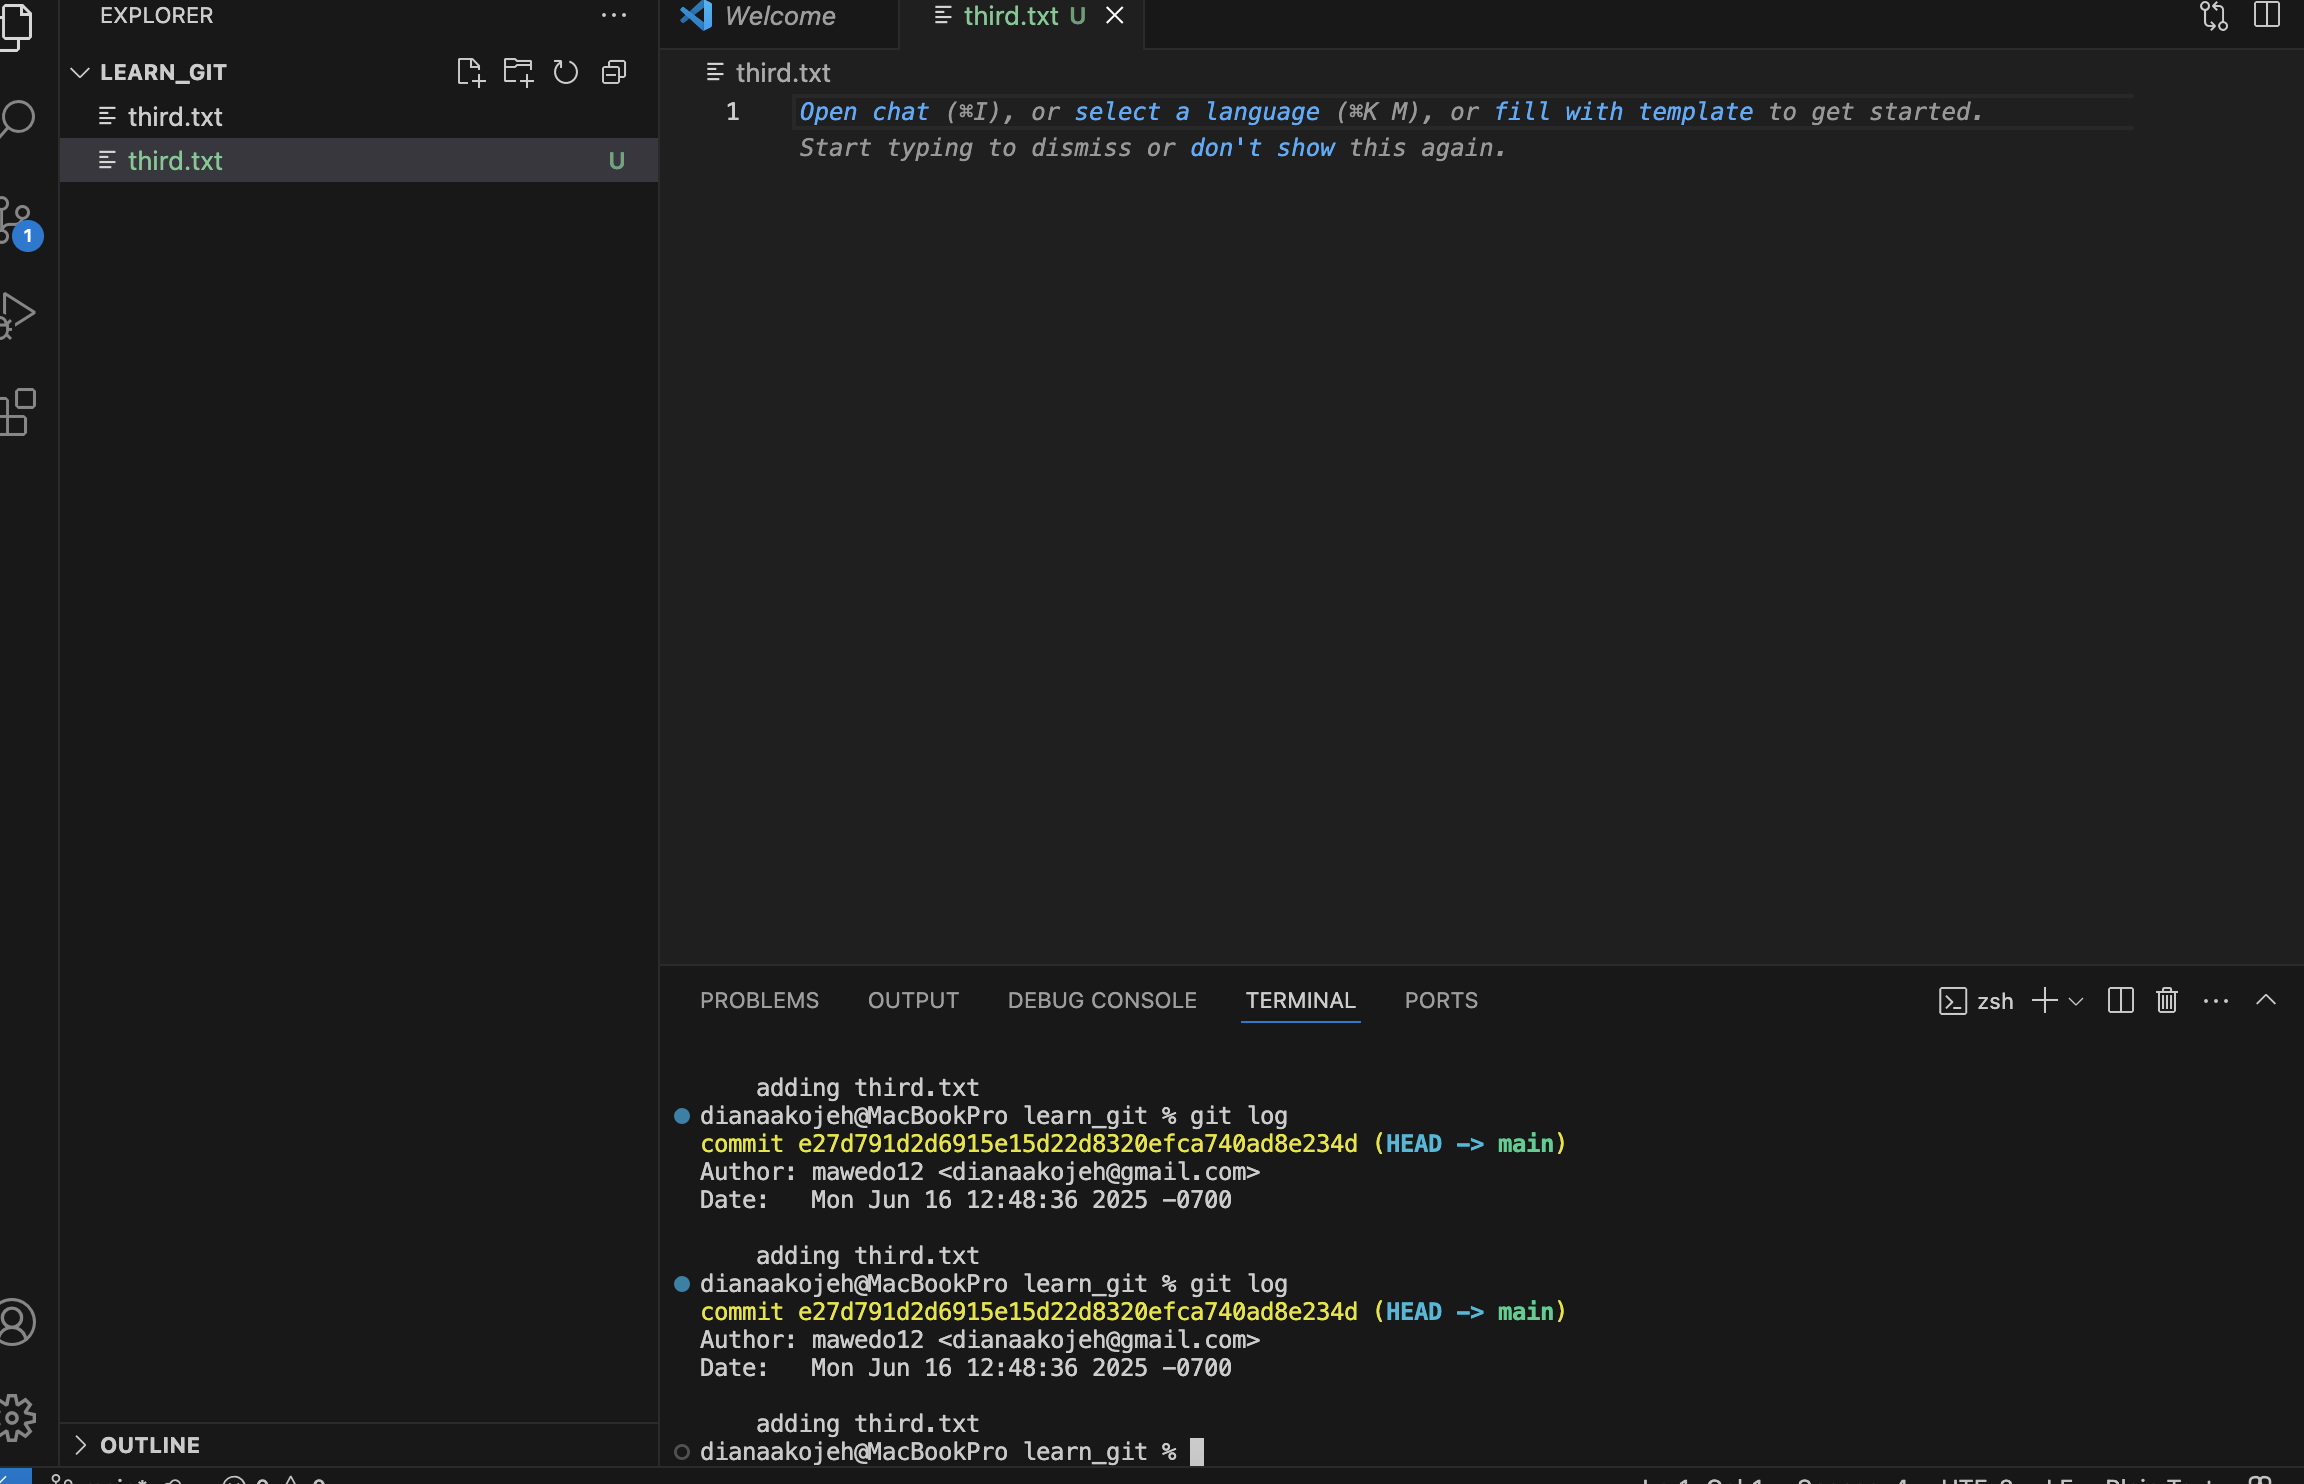 EXPLORER
Welcome
third.txt U
LEARN_GIT
third.txt
third.txt U
1
third.txt
1 Open chat (⌘I), or select a language (⌘K M), or fill with template to get started.
Start typing to dismiss or don't show this again.
PROBLEMS OUTPUT DEBUG CONSOLE TERMINAL PORTS
zsh
adding third.txt
dianaakojeh@MacBookPro learn_git % git log
commit e27d791d2d6915e15d22d8320efca740ad8e234d (HEAD -> main)
Author: mawedo12 <dianaakojeh@gmail.com>
Date:   Mon Jun 16 12:48:36 2025 -0700
adding third.txt
dianaakojeh@MacBookPro learn_git % git log
commit e27d791d2d6915e15d22d8320efca740ad8e234d (HEAD -> main)
Author: mawedo12 <dianaakojeh@gmail.com>
Date:   Mon Jun 16 12:48:36 2025 -0700
adding third.txt
dianaakojeh@MacBookPro learn_git %
OUTLINE